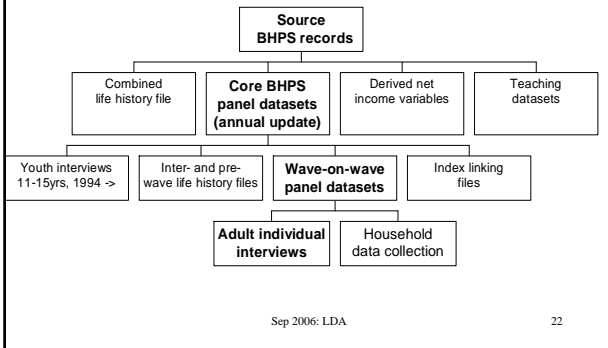 Source
BHPS records
Combined
life history file
Core BHPS
panel datasets
(annual update)
Derived net
income variables
Teaching
datasets
Youth interviews
11-15yrs, 1994 ->
Inter- and pre-
wave life history files
Wave-on-wave
panel datasets
Index linking
files
Adult individual
interviews
Household
data collection
Sep 2006: LDA
22